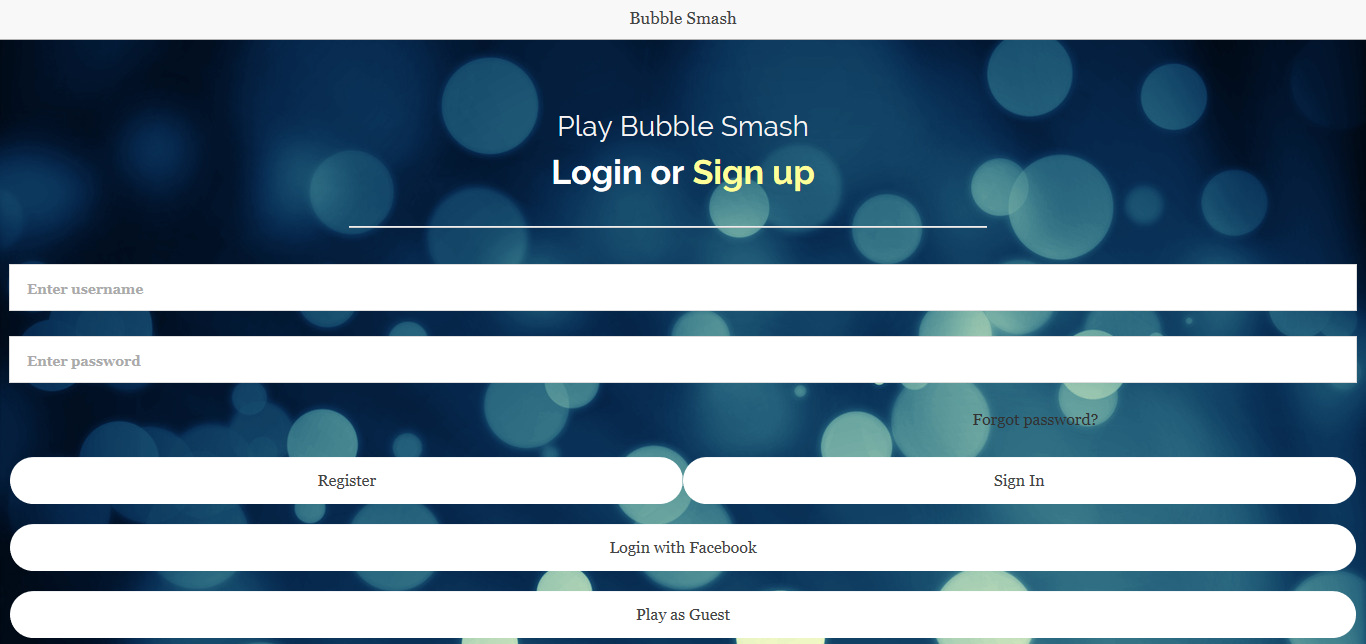 Bubble Smash
Play Bubble Smash
Login or Sign up
Enter username
Enter password
Forgot password?
Register
Sign In
Login with Facebook
Play as Guest